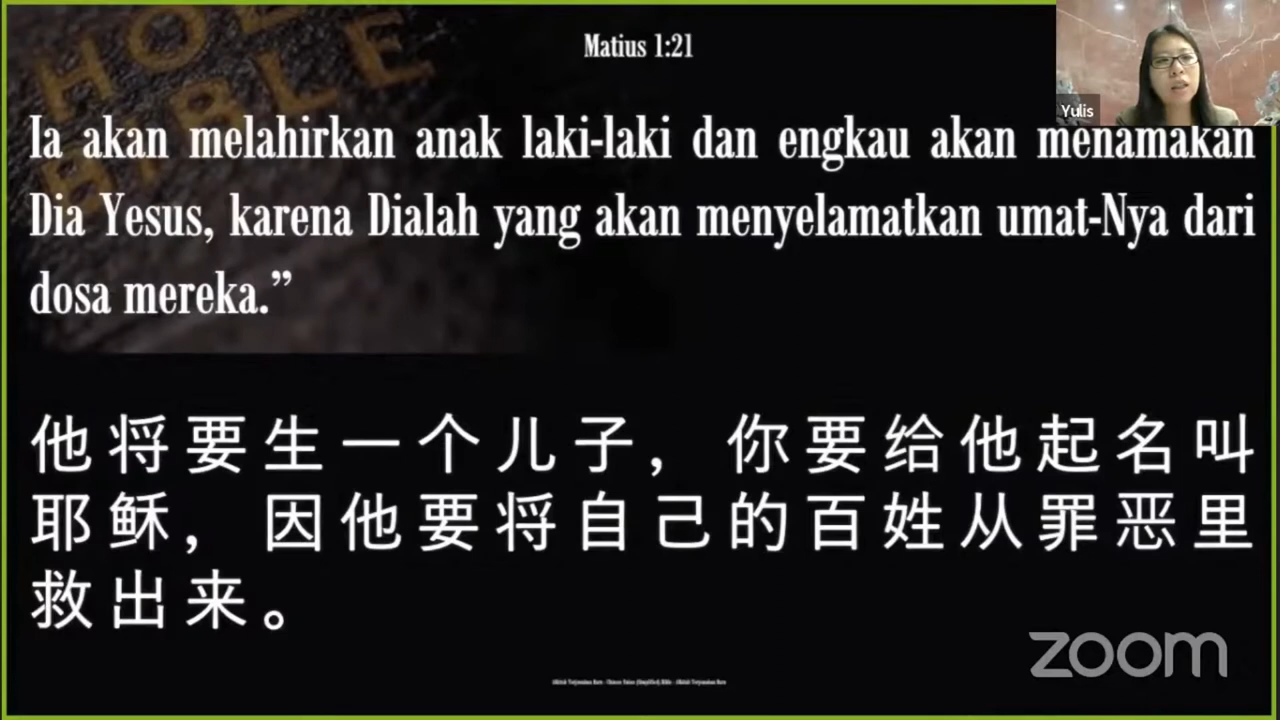 HOLY
BIBLE
Matius 1:21
Yulis
Ia akan melahirkan anak laki-laki dan engkau akan menamakan
Dia Yesus, karena Dialah yang akan menyelamatkan umat-Nya dari
dosa mereka.”
他将要生一个儿子，你要给他起名叫
耶稣，因他要将自己的百姓从罪恶里
救出来。
zoom